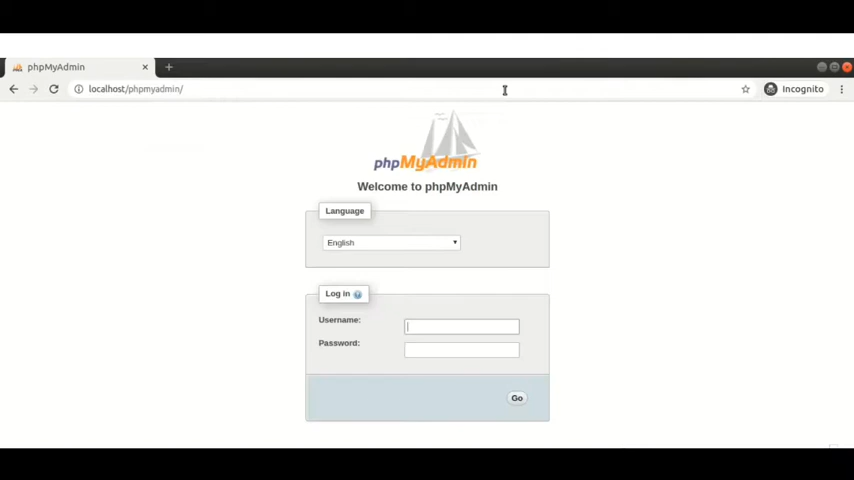 phpMyAdmin
localhost/phpmyadmin/
Incognito
phpMyAdmin
Welcome to phpMyAdmin
Language
English
Log in
Username:
Password:
Go